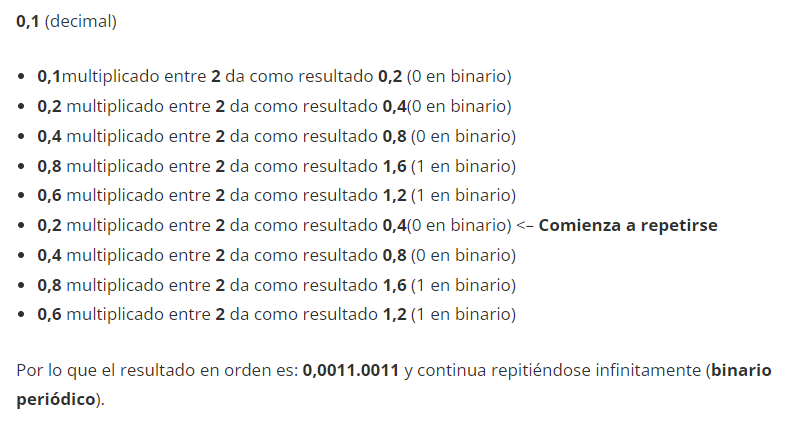 0,1 (decimal)
• 0,1multiplicado entre 2 da como resultado 0,2 (0 en binario)
• 0,2 multiplicado entre 2 da como resultado 0,4(0 en binario)
• 0,4 multiplicado entre 2 da como resultado 0,8 (0 en binario)
• 0,8 multiplicado entre 2 da como resultado 1,6 (1 en binario)
• 0,6 multiplicado entre 2 da como resultado 1,2 (1 en binario)
• 0,2 multiplicado entre 2 da como resultado 0,4(0 en binario) <– Comienza a repetirse
• 0,4 multiplicado entre 2 da como resultado 0,8 (0 en binario)
• 0,8 multiplicado entre 2 da como resultado 1,6 (1 en binario)
• 0,6 multiplicado entre 2 da como resultado 1,2 (1 en binario)
Por lo que el resultado en orden es: 0,0011.0011 y continua repitiéndose infinitamente (binario
periódico).